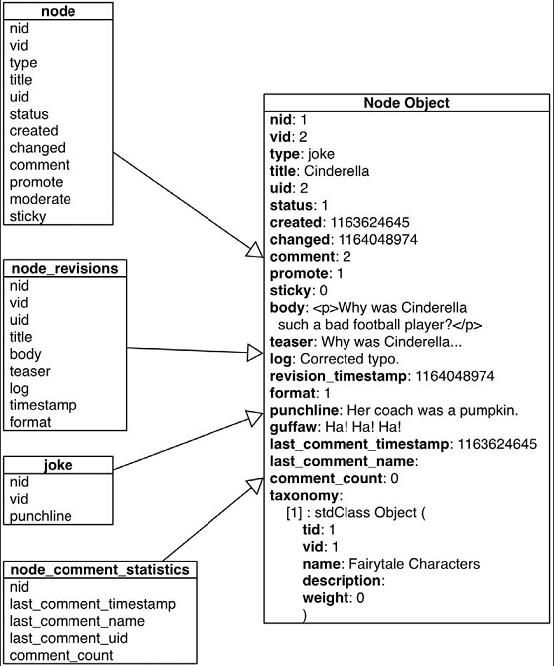 node
nid
vid
type
title
uid
status
created
changed
comment
promote
moderate
sticky
node_revisions
nid
vid
uid
title
body
teaser
log
timestamp
format
joke
nid
vid
punchline
node_comment_statistics
nid
last_comment_timestamp
last_comment_name
last_comment_uid
comment_count
Node Object
nid: 1
vid: 2
type: joke
title: Cinderella
uid: 2
status: 1
created: 1163624645
changed: 1164048974
comment: 2
promote: 1
sticky: 0
body: <p>Why was Cinderella
such a bad football player?</p>
teaser: Why was Cinderella...
log: Corrected typo.
revision_timestamp: 1164048974
format: 1
punchline: Her coach was a pumpkin.
guffaw: Ha! Ha! Ha!
last_comment_timestamp: 1163624645
last_comment_name:
comment_count: 0
taxonomy:
[1] : stdClass Object (
tid: 1
vid: 1
name: Fairytale Characters
description:
weight: 0
)